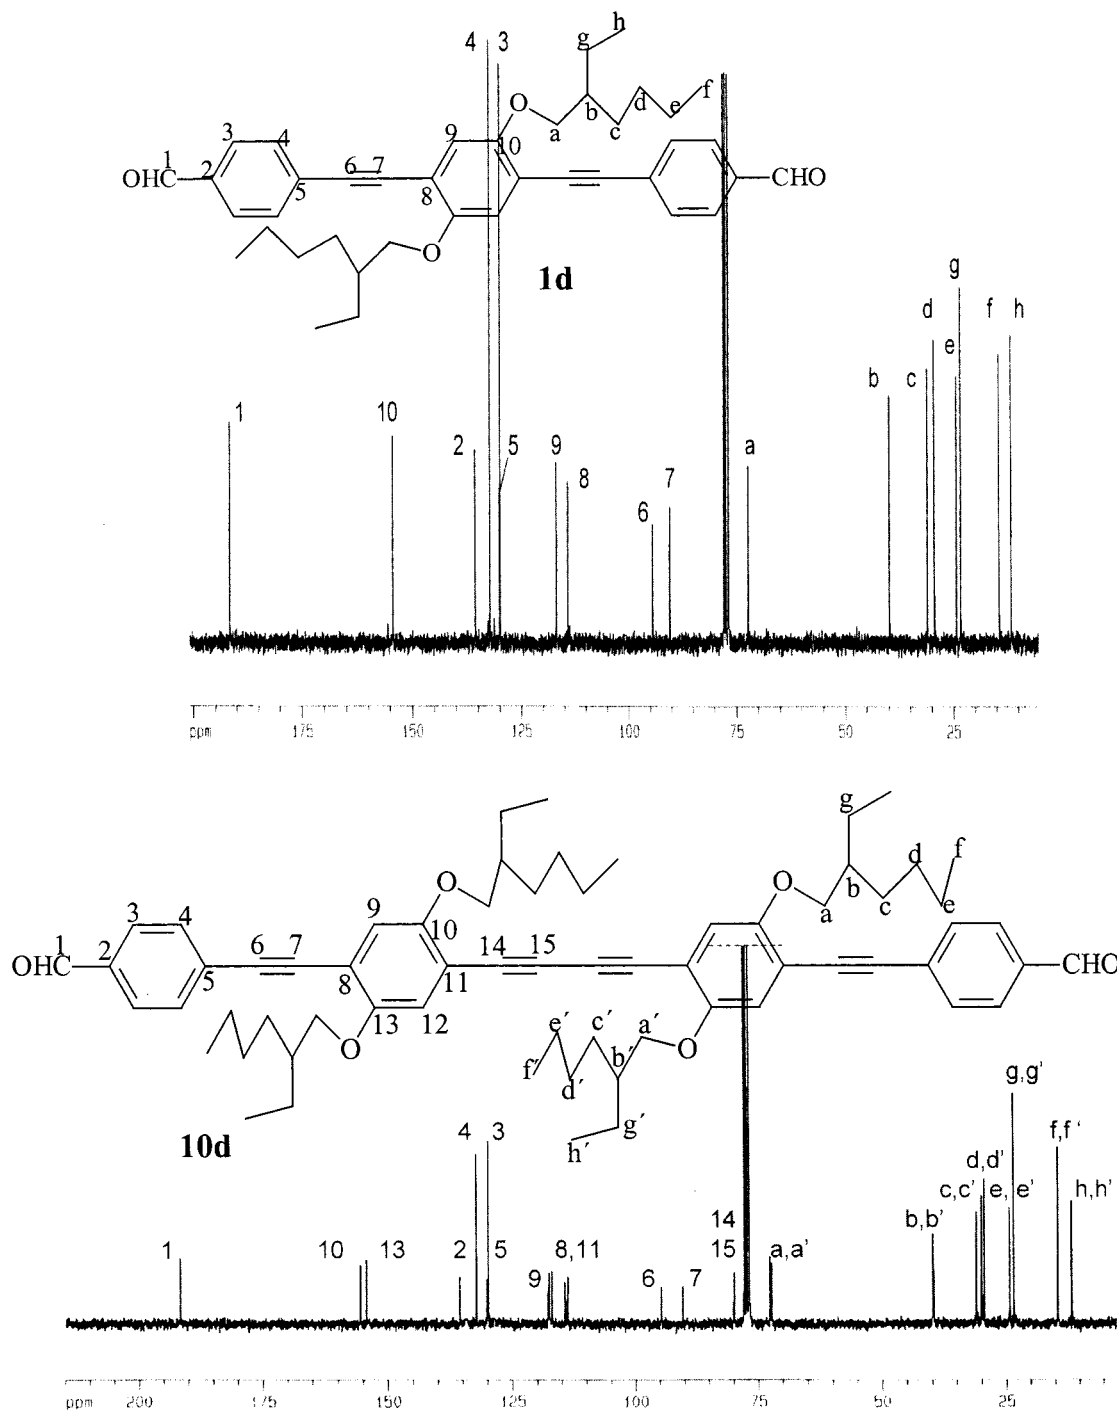 h
4 3
g
f
O
d
b
e
a
c
3 4
9
10
1
2
6 7
OHC
5
8
CHO
O
1d
g
d
f
h
e
b
c
1
10
2
5
9
8
7
6
a
ppm 175 150 125 100 75 50 25
g
d
f
O
b
O
a
c
e
3 4
9
10
1
2
6 7
14 15
OHC
5
8
11
CHO
13
12
O
e´
c´
a´
O
f´
b´
d´
g´
h´
10d
g,g'
4 3
f,f '
d,d'
c,c'
e, e'
h,h'
14
b,b'
1
10 13
2
5
8,11
9
6
7
15
a,a'
ppm 200 175 150 125 100 75 50 25